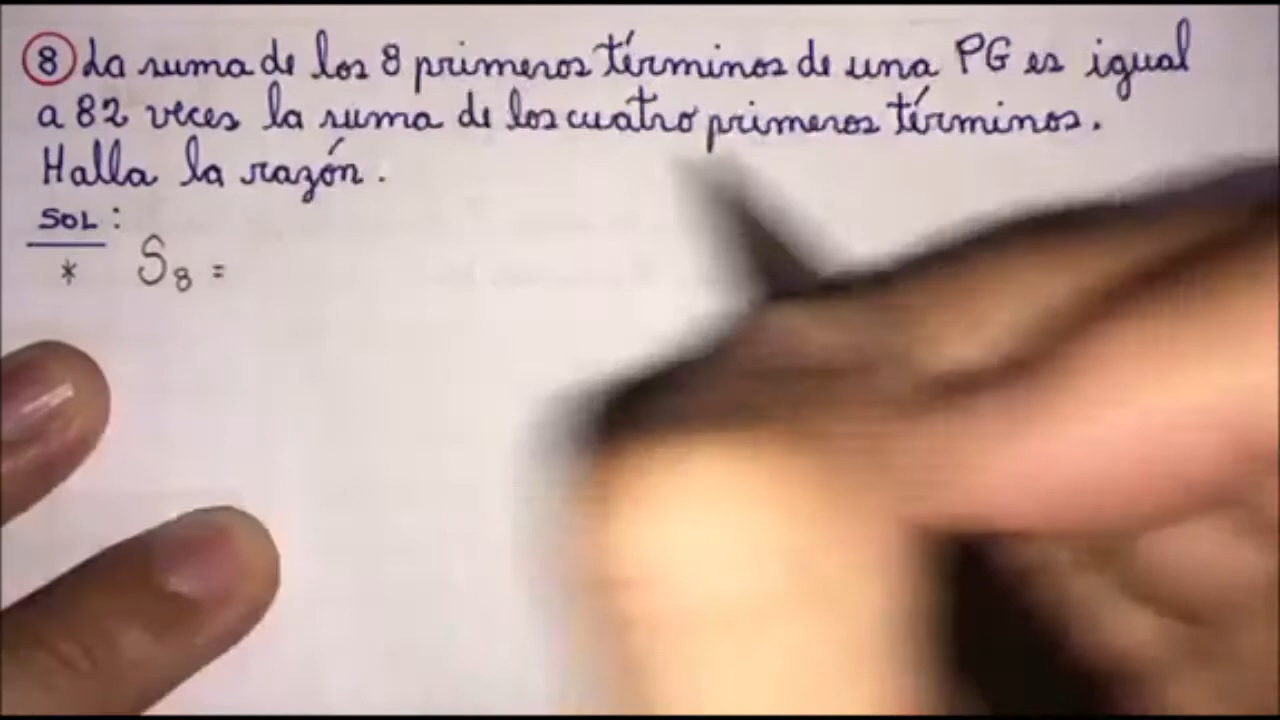 8 La suma de los 8 primeros términos de una PG es igual
a 82 veces la suma de los cuatro primeros términos.
Halla la razón.
SOL:
* S₈ =